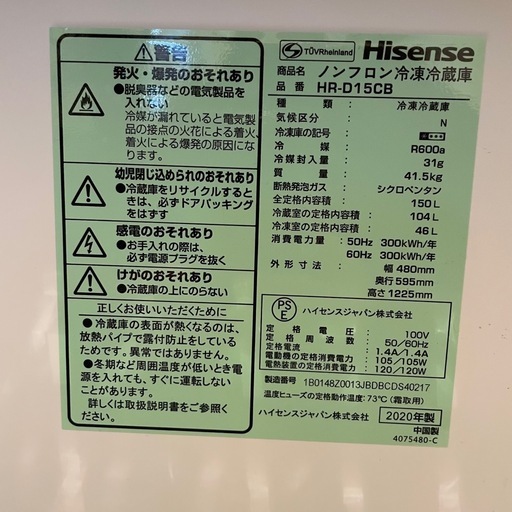 警告
発火・爆発のおそれあり
●脱臭器などの電気製品を
入れない
冷媒が漏れていると電気製
品の接点の火花による着火、
着火による爆発の原因にな
ります。
幼児閉じ込められのおそれあり
●冷蔵庫をリサイクルすると
きは、必ずドアパッキング
をはずす
感電のおそれあり
●お手入れの際は、
必ず電源プラグを抜く
けがのおそれあり
●冷蔵庫の上にのらない
正しくお使いいただくために
●冷蔵庫の表面が熱くなるのは、
放熱パイプで露付防止をしている
ためです。異常ではありません。
●冬期など周囲温度が低いとき電
源を入れても、すぐに運転しない
ことがあります。
詳しくは取扱説明書をご覧ください。
TÜVRheinland
Hisense
商品名 ノンフロン冷凍冷蔵庫
品番 HR-D15CB
種類 : 冷凍冷蔵庫
気候区分 : N
冷凍庫の記号 :
冷媒 : R600a
冷媒封入量 : 31g
質量 : 41.5kg
断熱発泡ガス : シクロペンタン
全定格内容積 : 150L
冷蔵室の定格内容積 : 104L
冷凍室の定格内容積 : 46L
消費電力量 : 50Hz 300kWh/年
60Hz 300kWh/年
外形寸法 : 幅 480mm
奥行 595mm
高さ 1225mm
PS
E
ハイセンスジャパン株式会社
定格電圧 : 100V
定格周波数 : 50/60Hz
定格電流 : 1.4A/1.4A
電動機の定格消費電力 : 105/105W
電熱装置の定格消費電力 : 120/120W
製造番号 1B0148Z0013JBDBCDS40217
温度ヒューズの定格動作温度: 73℃(霜取用)
ハイセンスジャパン株式会社 2020年製
中国製
4075480-C